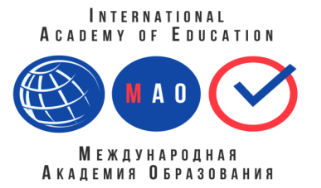 International
Academy of Education
МАО
Международная
Академия Образования